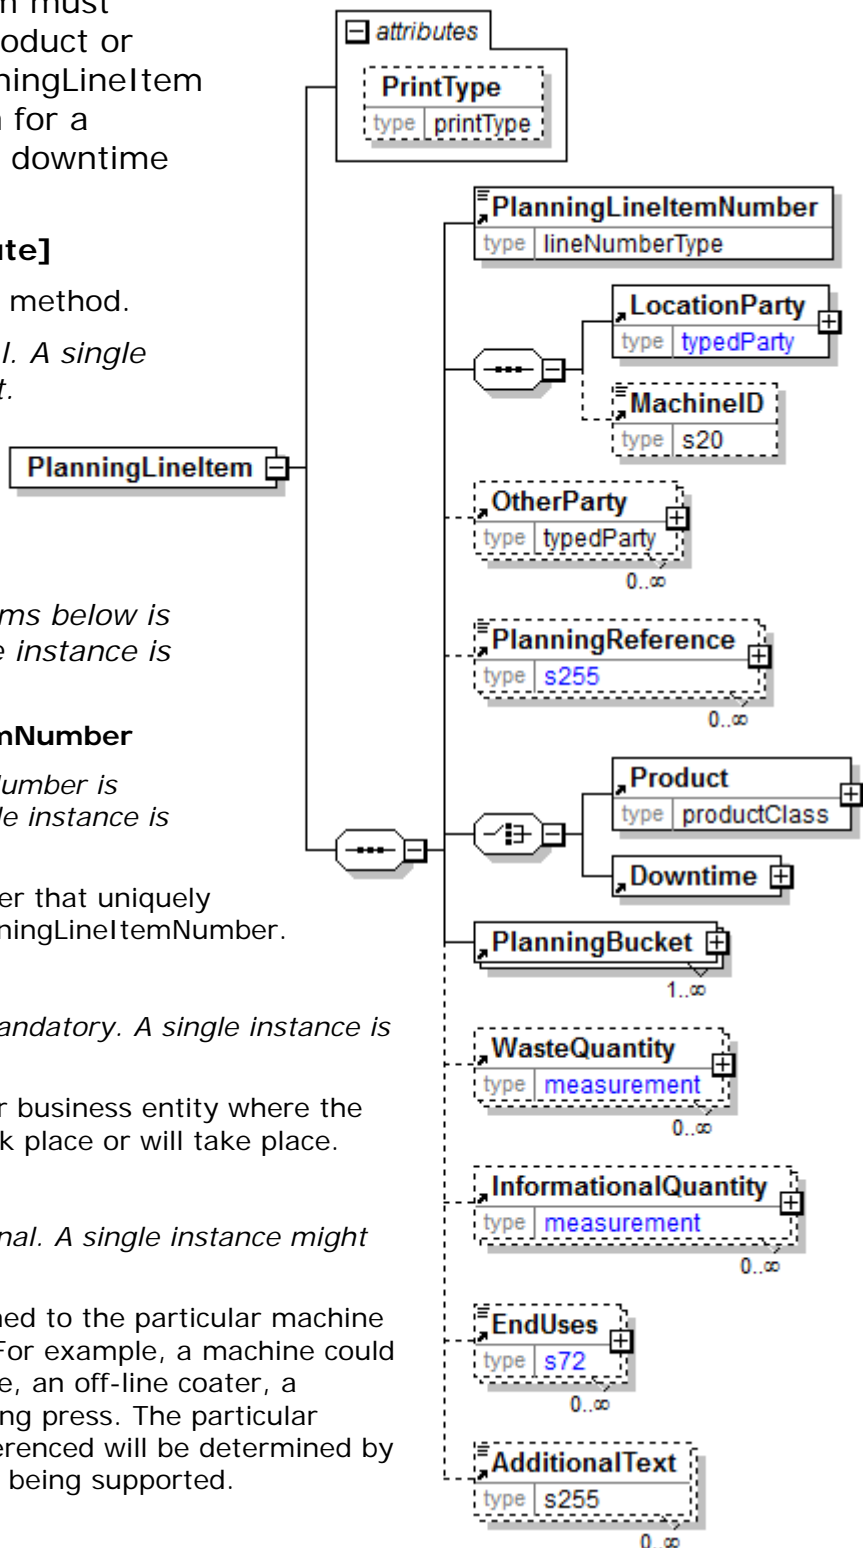 m must
oduct or
ningLineItem
for a
downtime
ute]
method.
l. A single
t.
ms below is
e instance is
mNumber
Number is
le instance is
er that uniquely
nningLineItemNumber.
andatory. A single instance is
r business entity where the
k place or will take place.
nal. A single instance might
ned to the particular machine
For example, a machine could
e, an off-line coater, a
ng press. The particular
erenced will be determined by
being supported.
attributes
PrintType
type printType
PlanningLineItemNumber
type lineNumberType
LocationParty
type typedParty
MachineID
type s20
PlanningLineItem
OtherParty
type typedParty
0..∞
PlanningReference
type s255
0..∞
Product
type productClass
Downtime
PlanningBucket
1..∞
WasteQuantity
type measurement
0..∞
InformationalQuantity
type measurement
0..∞
EndUses
type s72
0..∞
AdditionalText
type s255
0..∞